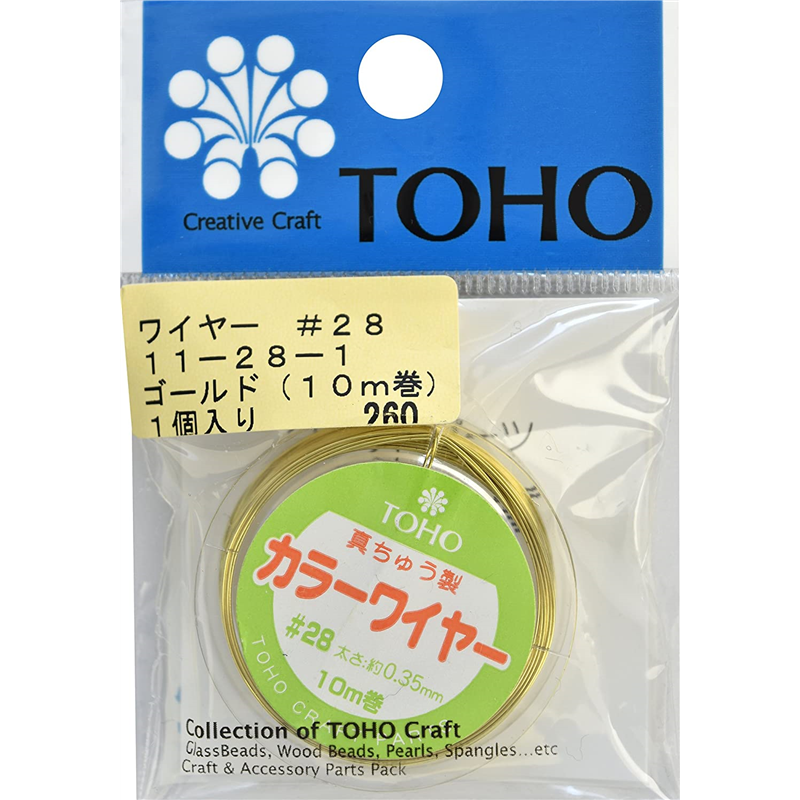 Creative Craft
TOHO
ワイヤー ＃２８
１１－２８－１
ゴールド（１０ｍ巻）
１個入り 260
TOHO
真ちゅう製
カラーワイヤー
#28 太さ:約0.35mm
10m巻
Collection of TOHO Craft
GlassBeads, Wood Beads, Pearls, Spangles...etc
Craft & Accessory Parts Pack